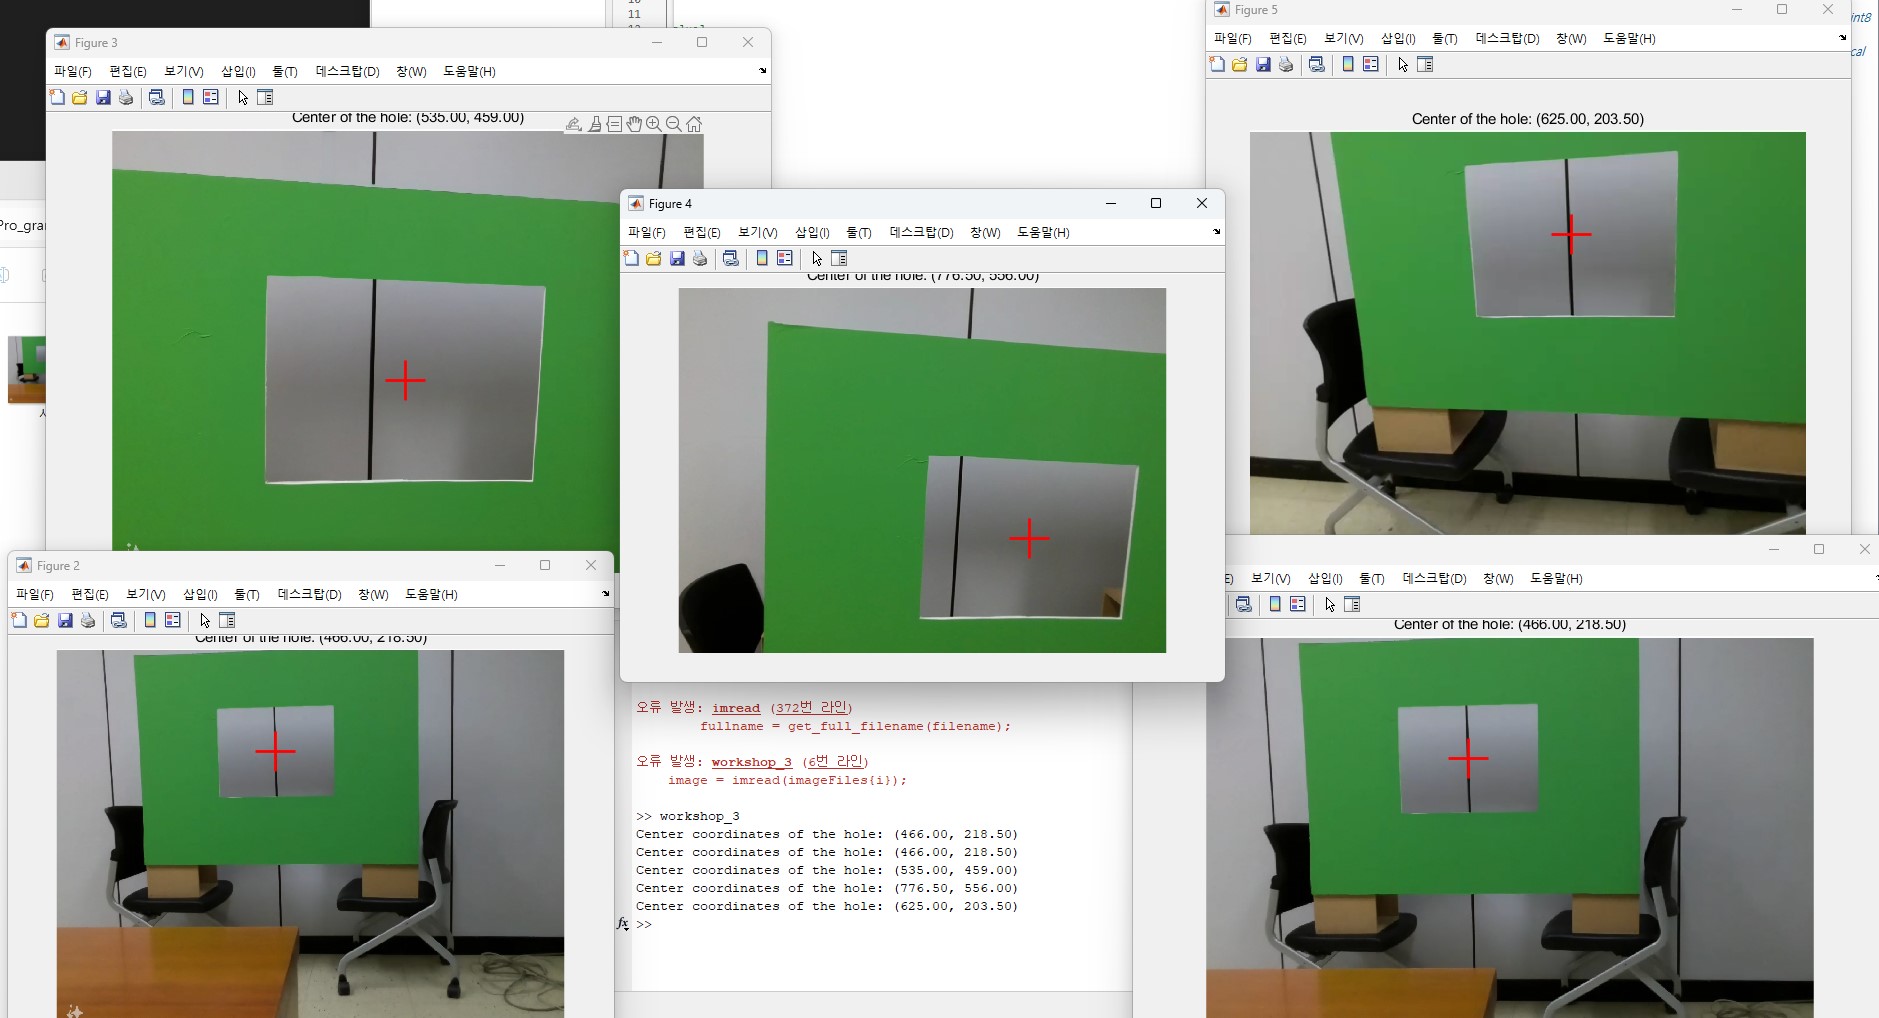 10
11
Figure 3
파일(F) 편집(E) 보기(V) 삽입(I) 툴(T) 데스크탑(D) 창(W) 도움말(H)
Center of the hole: (535.00, 459.00)
Figure 5
파일(F) 편집(E) 보기(V) 삽입(I) 툴(T) 데스크탑(D) 창(W) 도움말(H)
Center of the hole: (625.00, 203.50)
int8
cal
Pro_gra
Figure 4
파일(F) 편집(E) 보기(V) 삽입(I) 툴(T) 데스크탑(D) 창(W) 도움말(H)
Center of the hole: (776.50, 556.00)
Figure 2
파일(F) 편집(E) 보기(V) 삽입(I) 툴(T) 데스크탑(D) 창(W) 도움말(H)
Center of the hole: (466.00, 218.50)
E) 보기(V) 삽입(I) 툴(T) 데스크탑(D) 창(W) 도움말(H)
Center of the hole: (466.00, 218.50)
오류 발생: imread (372번 라인)
fullname = get_full_filename(filename);
오류 발생: workshop_3 (6번 라인)
image = imread(imageFiles{i});
>> workshop_3
Center coordinates of the hole: (466.00, 218.50)
Center coordinates of the hole: (466.00, 218.50)
Center coordinates of the hole: (535.00, 459.00)
Center coordinates of the hole: (776.50, 556.00)
Center coordinates of the hole: (625.00, 203.50)
fx >>